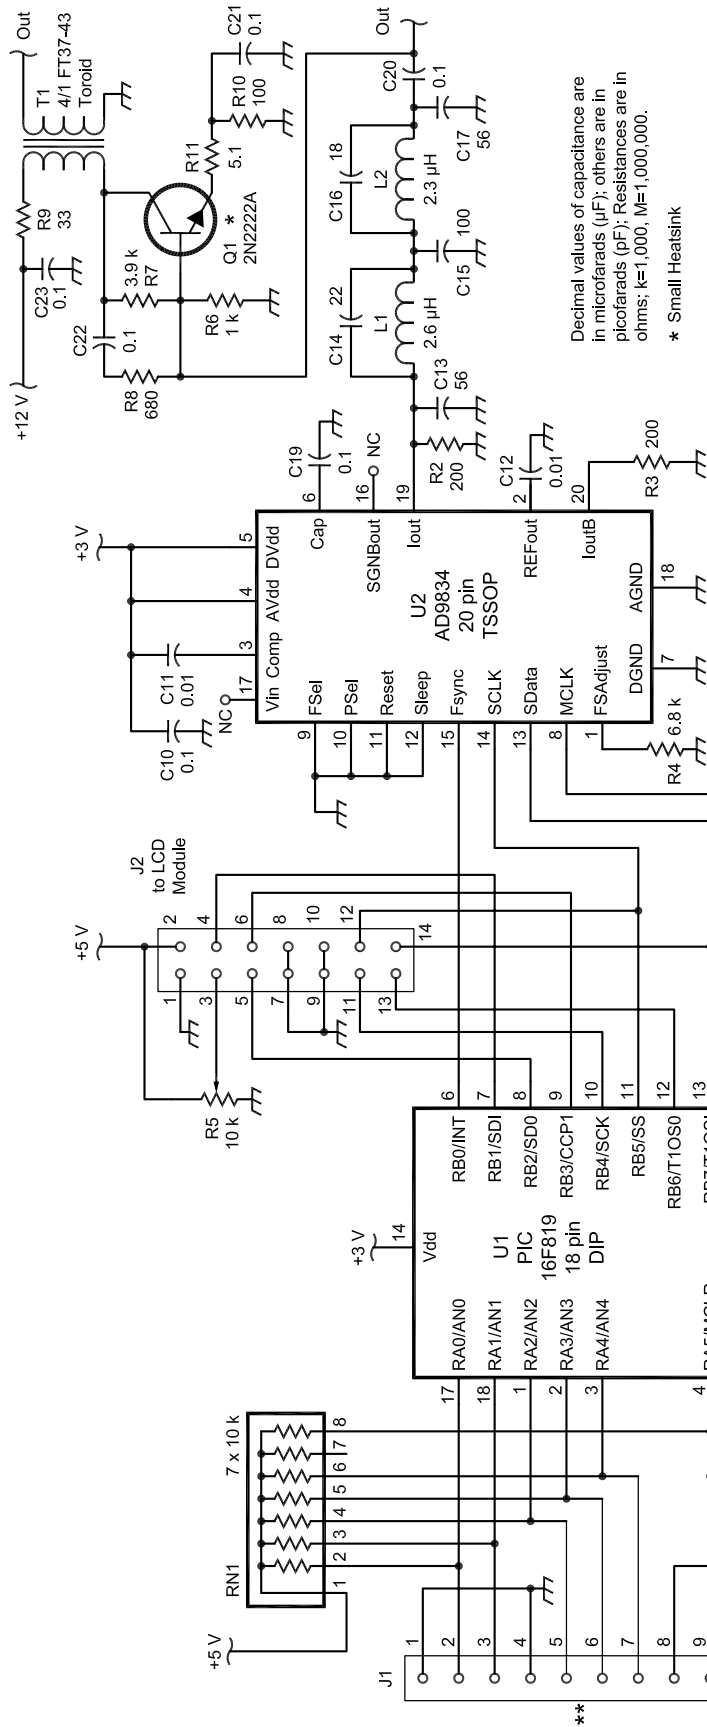 Out
T1
4/1 FT37-43
Toroid
C21
0.1
R10
100
R11
5.1
Q1
2N2222A
*
R9
33
C23
0.1
+12 V
3.9 k
R7
C22
0.1
R6
1 k
R8
680
Out
C20
0.1
C17
56
18
C16
L2
2.3 µH
100
C15
22
C14
L1
2.6 µH
C13
56
R2
200
Decimal values of capacitance are
in microfarads (µF); others are in
picofarads (pF); Resistances are in
ohms; k=1,000, M=1,000,000.
* Small Heatsink
C19
0.1
NC
6
16
19
2
20
C12
0.01
200
R3
+3 V
5
4
3
17
DVdd
AVdd
Comp
Vin
Cap
SGNBout
Iout
REFout
IoutB
U2
AD9834
20 pin
TSSOP
AGND
18
DGND
7
FSel
PSel
Reset
Sleep
Fsync
SCLK
SData
MCLK
FSAdjust
9
10
11
12
15
14
13
8
1
C11
0.01
NC
C10
0.1
6.8 k
R4
J2
to LCD
Module
+5 V
2
4
6
8
10
12
14
1
3
5
7
9
11
13
R5
10 k
6
7
8
9
10
11
12
13
RB0/INT
RB1/SDI
RB2/SD0
RB3/CCP1
RB4/SCK
RB5/SS
RB6/T1OS0
+3 V
14
Vdd
U1
PIC
16F819
18 pin
DIP
RA0/AN0
RA1/AN1
RA2/AN2
RA3/AN3
RA4/AN4
17
18
1
2
3
4
7 x 10 k
RN1
8
7
6
5
4
3
2
1
+5 V
J1
1
2
3
4
5
6
7
8
9
**